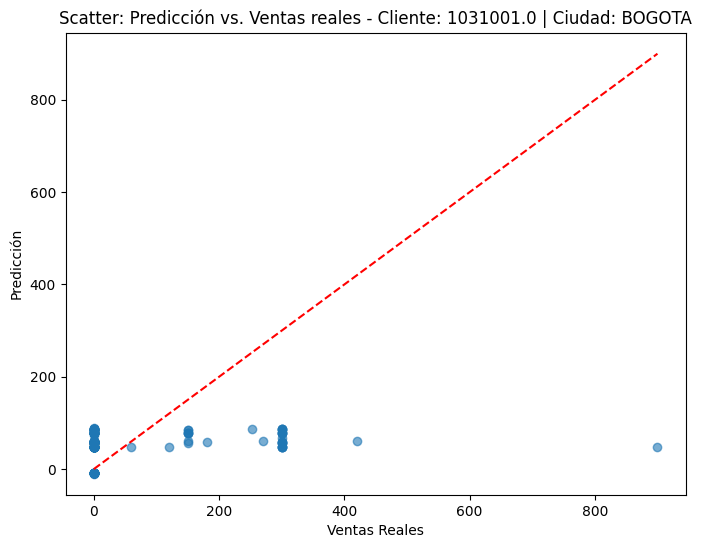 Scatter: Predicción vs. Ventas reales - Cliente: 1031001.0 | Ciudad: BOGOTA
Predicción
800
600
400
200
0
0 200 400 600 800
Ventas Reales